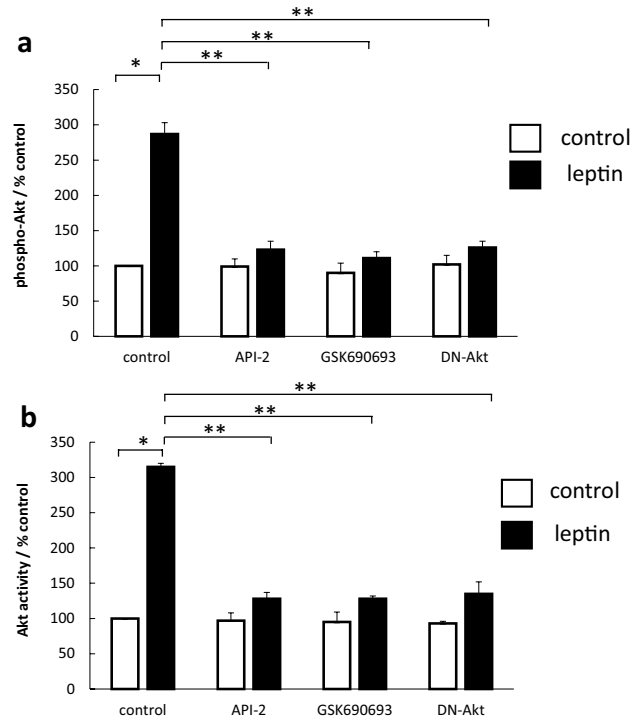 **
a
**
*
**
350
300
250
200
150
100
50
0
phospho-Akt / % control
control
leptin
control API-2 GSK690693 DN-Akt
**
b
**
*
**
350
300
250
200
150
100
50
0
Akt activity / % control
control
leptin
control API-2 GSK690693 DN-Akt